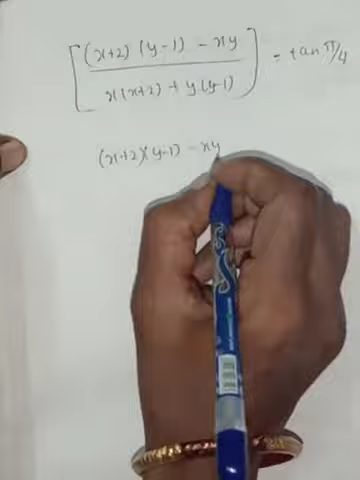 [(x+2)(y-1) - xy / x(x+2) + y(y-1)] = tan π/4
(x+2)(y-1) - xy